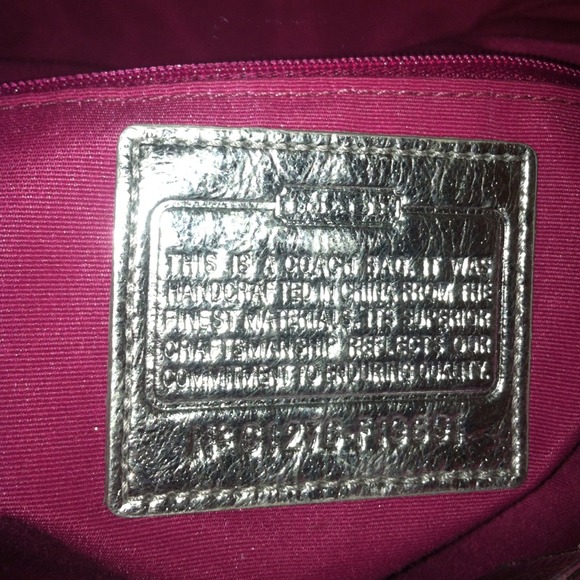 COACH
THIS IS A COACH BAG. IT WAS
HANDCRAFTED IN CHINA FROM THE
FINEST MATERIALS. ITS SUPERIOR
CRAFTSMANSHIP REFLECTS OUR
COMMITMENT TO ENDURING QUALITY.